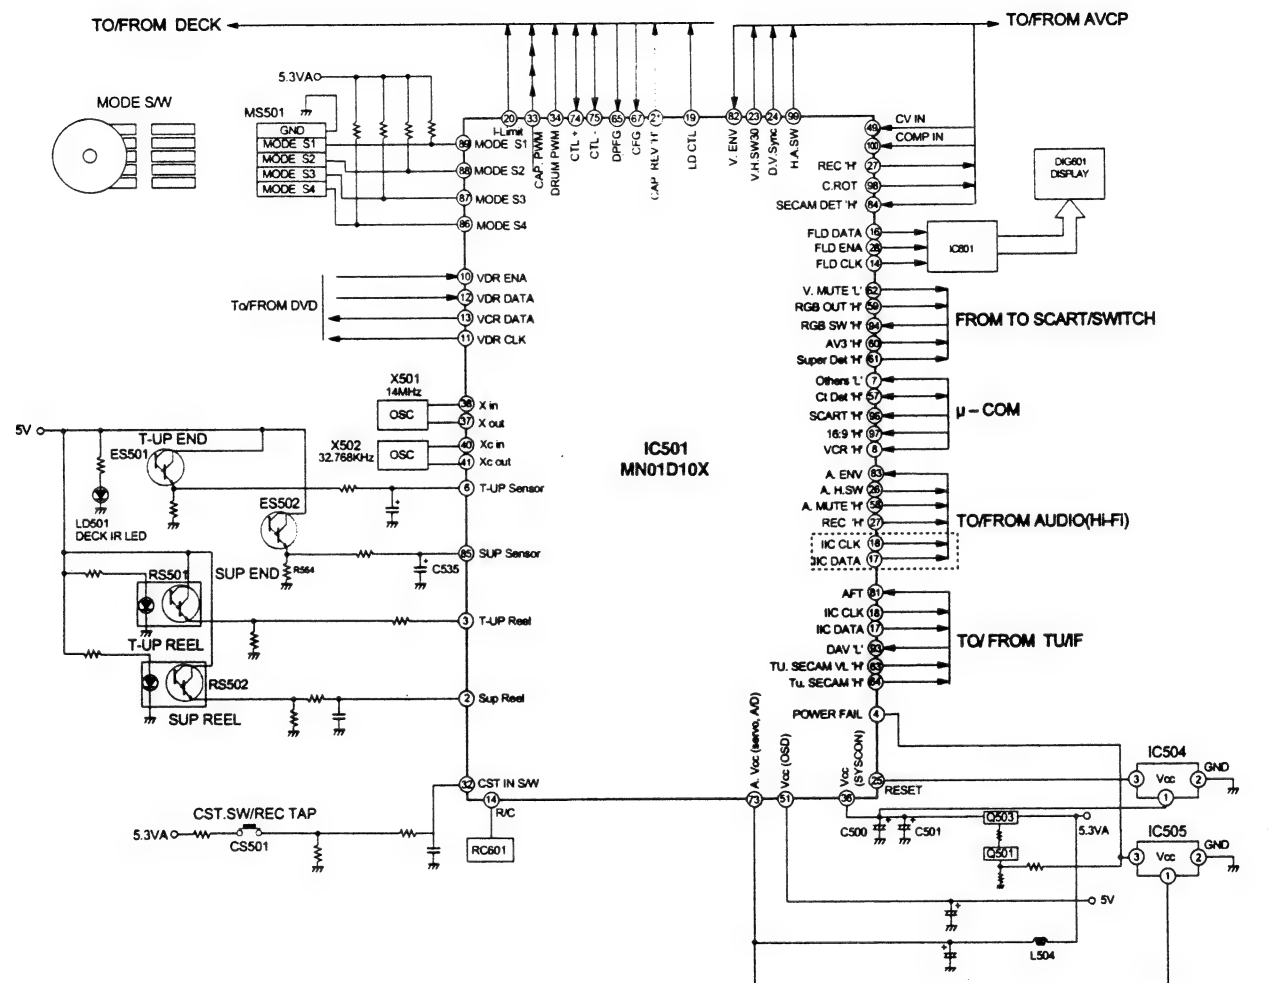 TO/FROM DECK
TO/FROM AVCP
5.3VA
MODE S/W
MS501
GND
MODE S1
MODE S2
MODE S3
MODE S4
20
33
34
74
75
65
67
19
82
23
24
99
I-Limit
CAP. PWM
DRUM PWM
CTL +
CTL -
DPFG
CFG
CAP. REV 'H'
LD CTL
V. ENV
V.H.SW30
D.V.Sync
H.A.SW
89 MODE S1
88 MODE S2
87 MODE S3
86 MODE S4
49 CV IN
100 COMP IN
REC 'H' 27
C.ROT 98
SECAM DET 'H' 84
DIG601
DISPLAY
FLD DATA 16
FLD ENA 28
FLD CLK 14
IC601
To/FROM DVD
10 VDR ENA
12 VDR DATA
13 VCR DATA
11 VDR CLK
V. MUTE 'L' 62
RGB OUT 'H' 59
RGB SW 'H' 94
AV3 'H' 60
Super Det 'H' 61
FROM TO SCART/SWITCH
Others 'L' 7
Ct Det 'H' 57
SCART 'H' 96
16:9 'H' 97
VCR 'H' 8
μ - COM
X501
14MHz
OSC
38 X in
37 X out
X502
32.768KHz
OSC
40 Xc in
41 Xc out
IC501
MN01D10X
5V
T-UP END
ES501
LD501
DECK IR LED
6 T-UP Sensor
ES502
R564
C535
85 SUP Sensor
SUP END
RS501
T-UP REEL
3 T-UP Reel
RS502
SUP REEL
2 Sup Reel
A. ENV 83
A. H.SW 26
A. MUTE 'H' 58
REC 'H' 27
IIC CLK 18
IIC DATA 17
TO/FROM AUDIO(Hi-Fi)
AFT 81
IIC CLK 18
IIC DATA 17
DAV 'L' 93
TU. SECAM VL 'H' 63
Tu. SECAM 'H' 64
TO/ FROM TU/IF
POWER FAIL 4
A. Vcc (servo, A/D)
Vcc (OSD)
Vcc
(SYSCON)
73
51
36
25
RESET
32 CST IN S/W
14
R/C
RC601
CST.SW/REC TAP
5.3VA
CS501
C500
C501
Q503
Q501
5.3VA
5V
L504
IC504
3 Vcc 2
GND
1
IC505
3 Vcc 2
GND
1